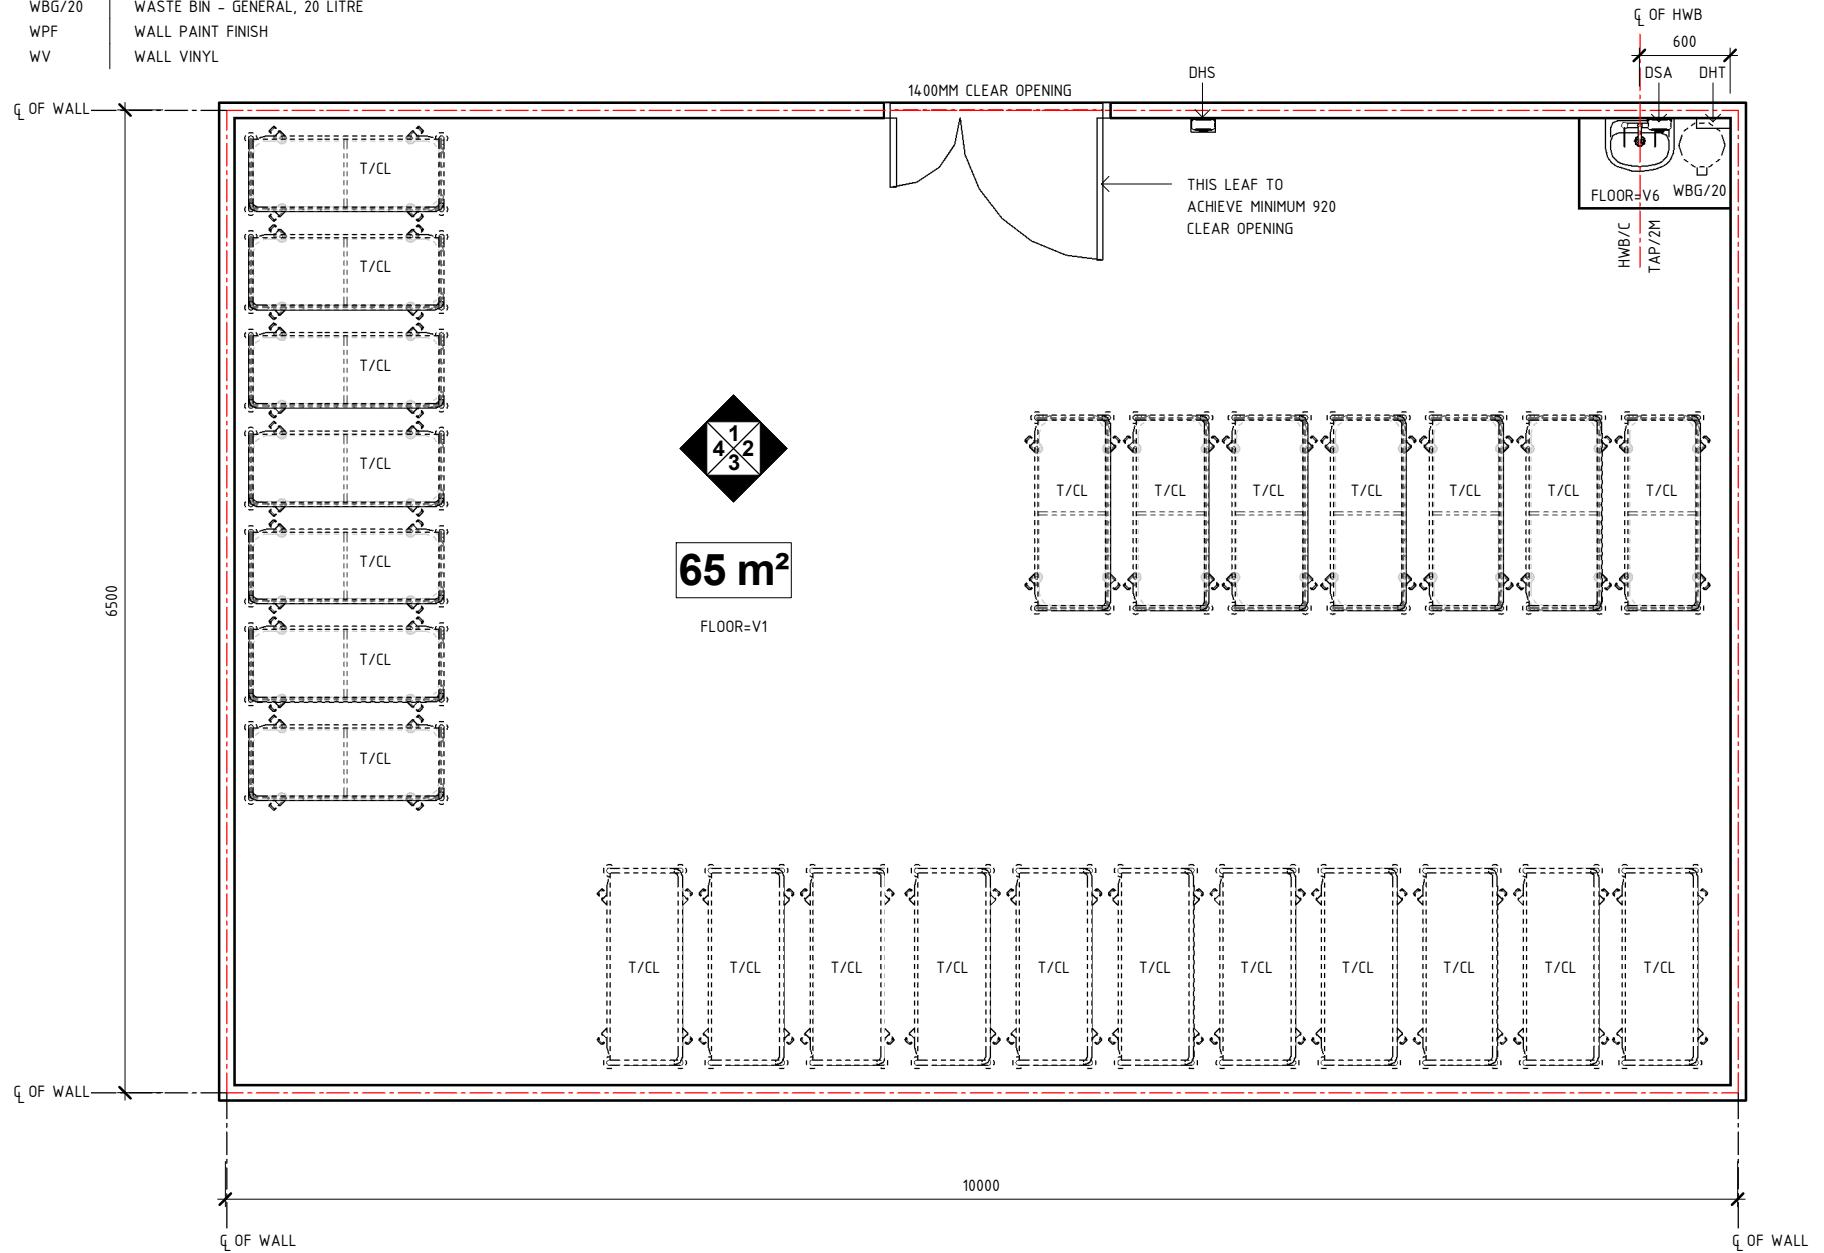 WBG/20 WASTE BIN - GENERAL, 20 LITRE
WPF WALL PAINT FINISH
WV WALL VINYL
℄ OF HWB
600
DHS
DSA
DHT
1400MM CLEAR OPENING
℄ OF WALL
T/CL
THIS LEAF TO
ACHIEVE MINIMUM 920
CLEAR OPENING
FLOOR=V6
WBG/20
HWB/C
TAP/2M
T/CL
T/CL
T/CL
1
4 2
3
T/CL
T/CL
T/CL
T/CL
T/CL
T/CL
T/CL
T/CL
T/CL
65 m²
6500
FLOOR=V1
T/CL
T/CL
T/CL
T/CL
T/CL
T/CL
T/CL
T/CL
T/CL
T/CL
T/CL
T/CL
T/CL
℄ OF WALL
10000
℄ OF WALL
℄ OF WALL